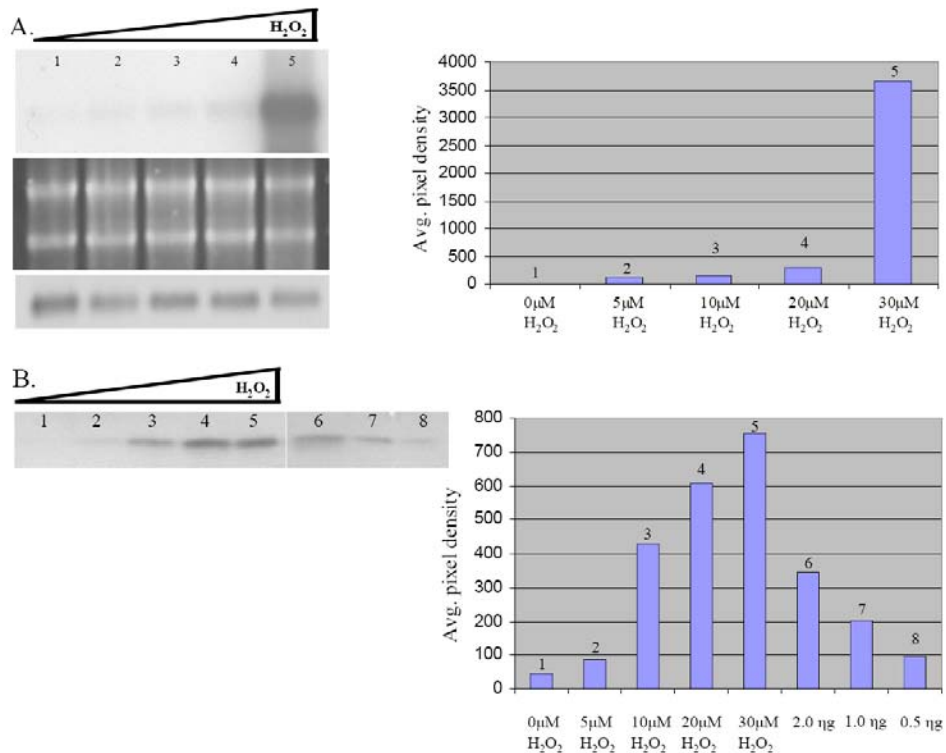 A.
H₂O₂
1 2 3 4 5
4000
3500
3000
2500
2000
1500
1000
500
0
Avg. pixel density
1 2 3 4 5
0μM 5μM 10μM 20μM 30μM
H₂O₂ H₂O₂ H₂O₂ H₂O₂ H₂O₂
B.
H₂O₂
1 2 3 4 5 6 7 8
800
700
600
500
400
300
200
100
0
Avg. pixel density
1 2 3 4 5 6 7 8
0μM 5μM 10μM 20μM 30μM 2.0 ηg 1.0 ηg 0.5 ηg
H₂O₂ H₂O₂ H₂O₂ H₂O₂ H₂O₂